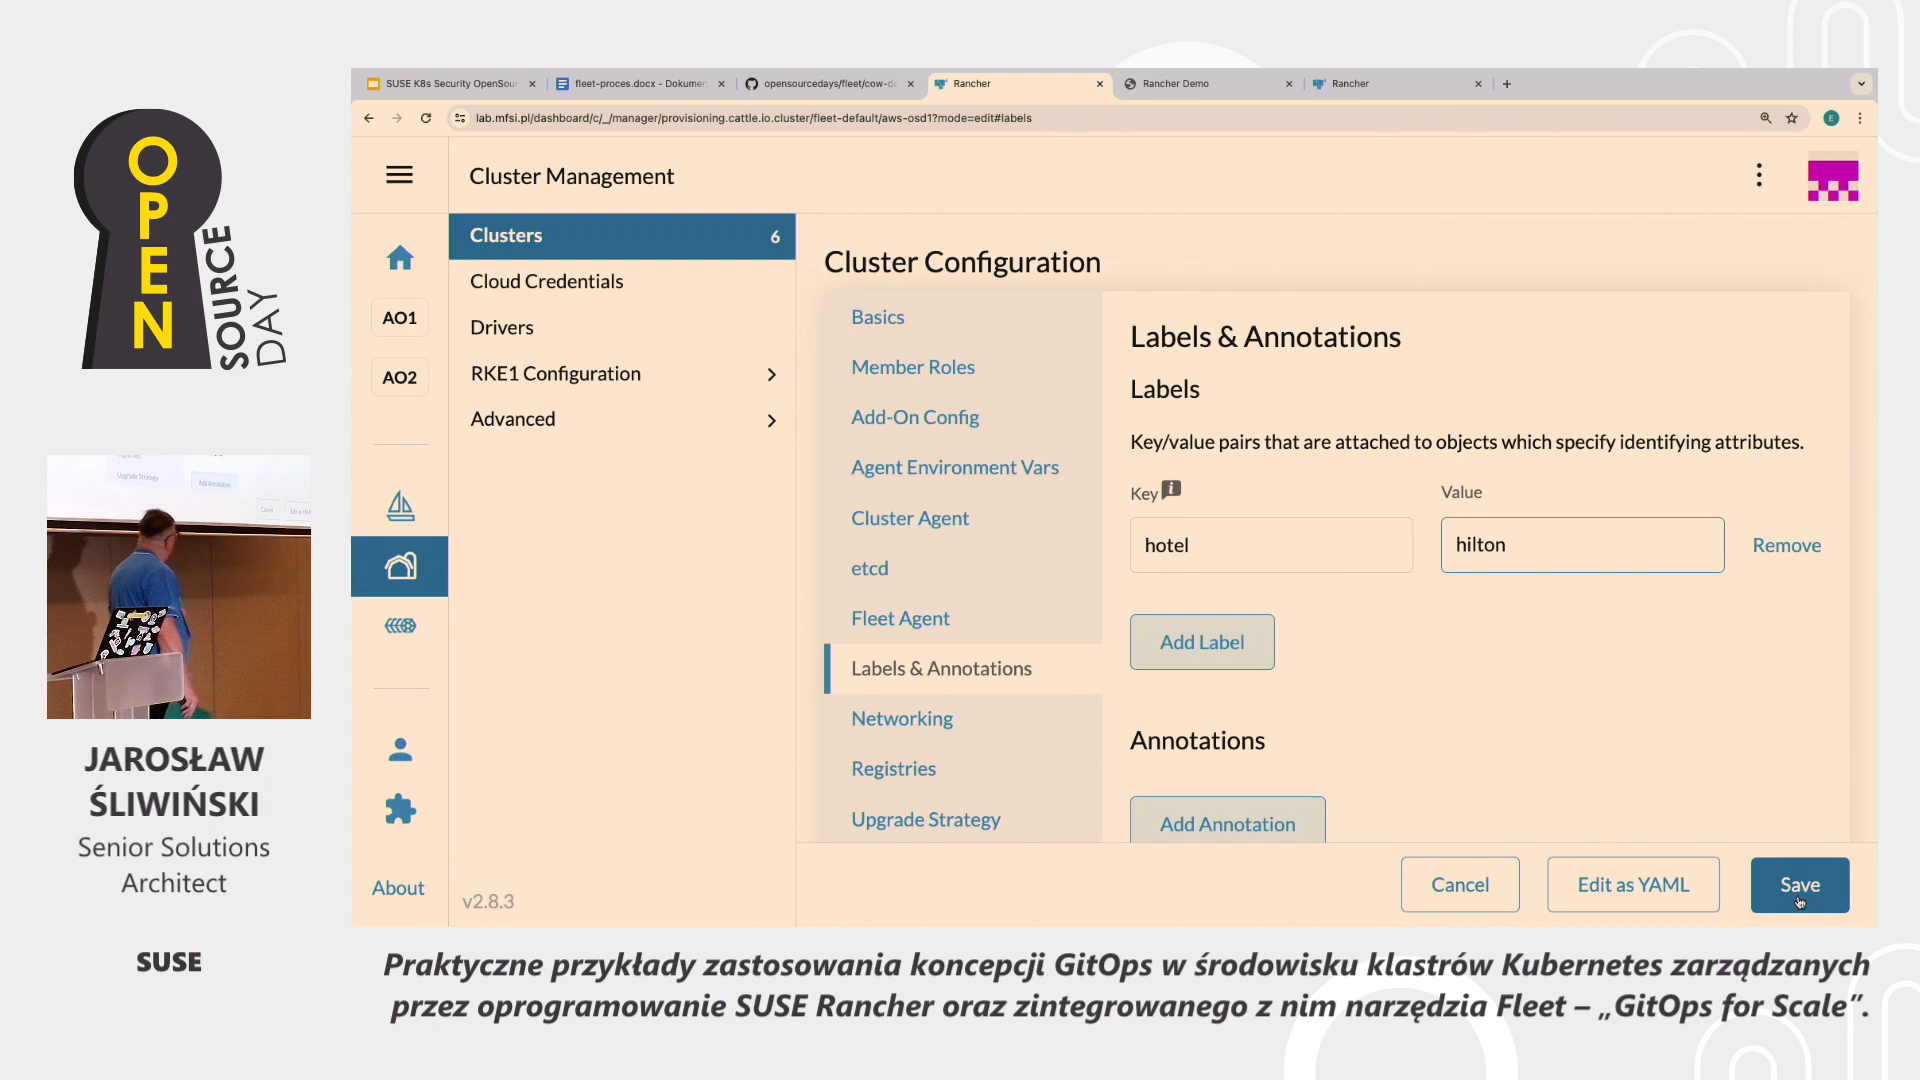 OPEN
SOURCE
DAY
Upgrade Strategy
Add Annotation
Cancel
JAROSŁAW
ŚLIWIŃSKI
Senior Solutions
Architect
SUSE
SUSE K8s Security OpenSour
fleet-proces.docx - Dokumen
opensourcedays/fleet/cow-de
Rancher
Rancher Demo
Rancher
lab.mfsi.pl/dashboard/c/_/manager/provisioning.cattle.io.cluster/fleet-default/aws-osd1?mode=edit#labels
E
Cluster Management
AO1
AO2
About
Clusters 6
Cloud Credentials
Drivers
RKE1 Configuration
Advanced
v2.8.3
Cluster Configuration
Basics
Member Roles
Add-On Config
Agent Environment Vars
Cluster Agent
etcd
Fleet Agent
Labels & Annotations
Networking
Registries
Upgrade Strategy
Labels & Annotations
Labels
Key/value pairs that are attached to objects which specify identifying attributes.
Key Value
hotel hilton Remove
Add Label
Annotations
Add Annotation
Cancel Edit as YAML Save
Praktyczne przykłady zastosowania koncepcji GitOps w środowisku klastrów Kubernetes zarządzanych
przez oprogramowanie SUSE Rancher oraz zintegrowanego z nim narzędzia Fleet – „GitOps for Scale”.